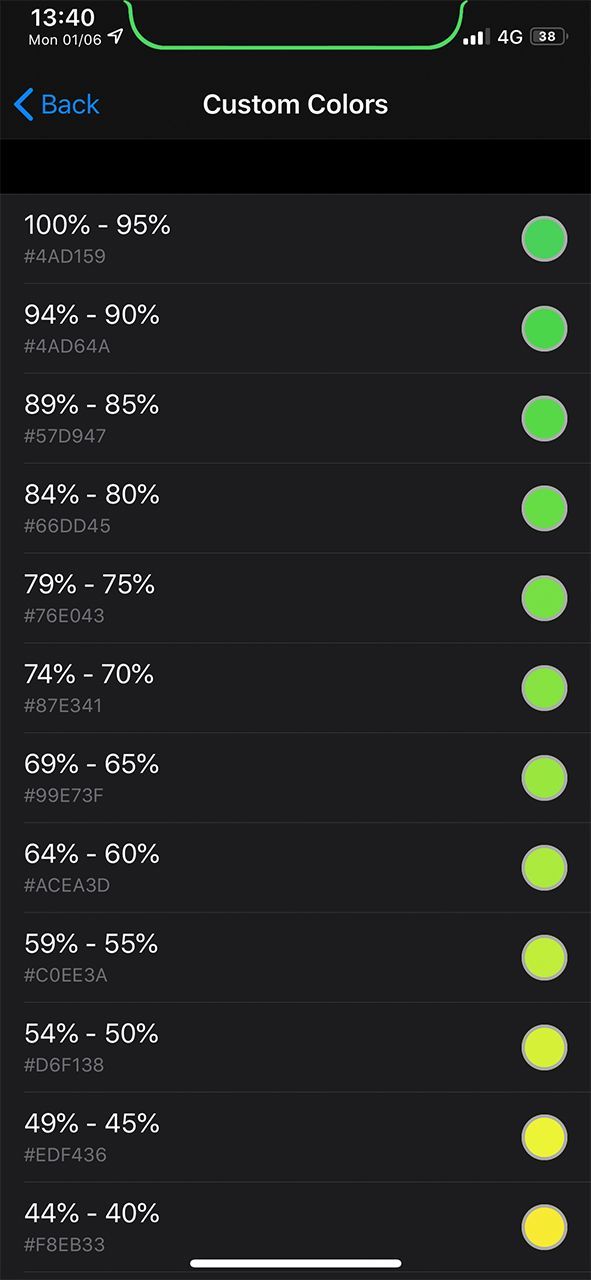 13:40
Mon 01/06
4G
38
Back
Custom Colors
100% - 95%
#4AD159
94% - 90%
#4AD64A
89% - 85%
#57D947
84% - 80%
#66DD45
79% - 75%
#76E043
74% - 70%
#87E341
69% - 65%
#99E73F
64% - 60%
#ACEA3D
59% - 55%
#C0EE3A
54% - 50%
#D6F138
49% - 45%
#EDF436
44% - 40%
#F8EB33